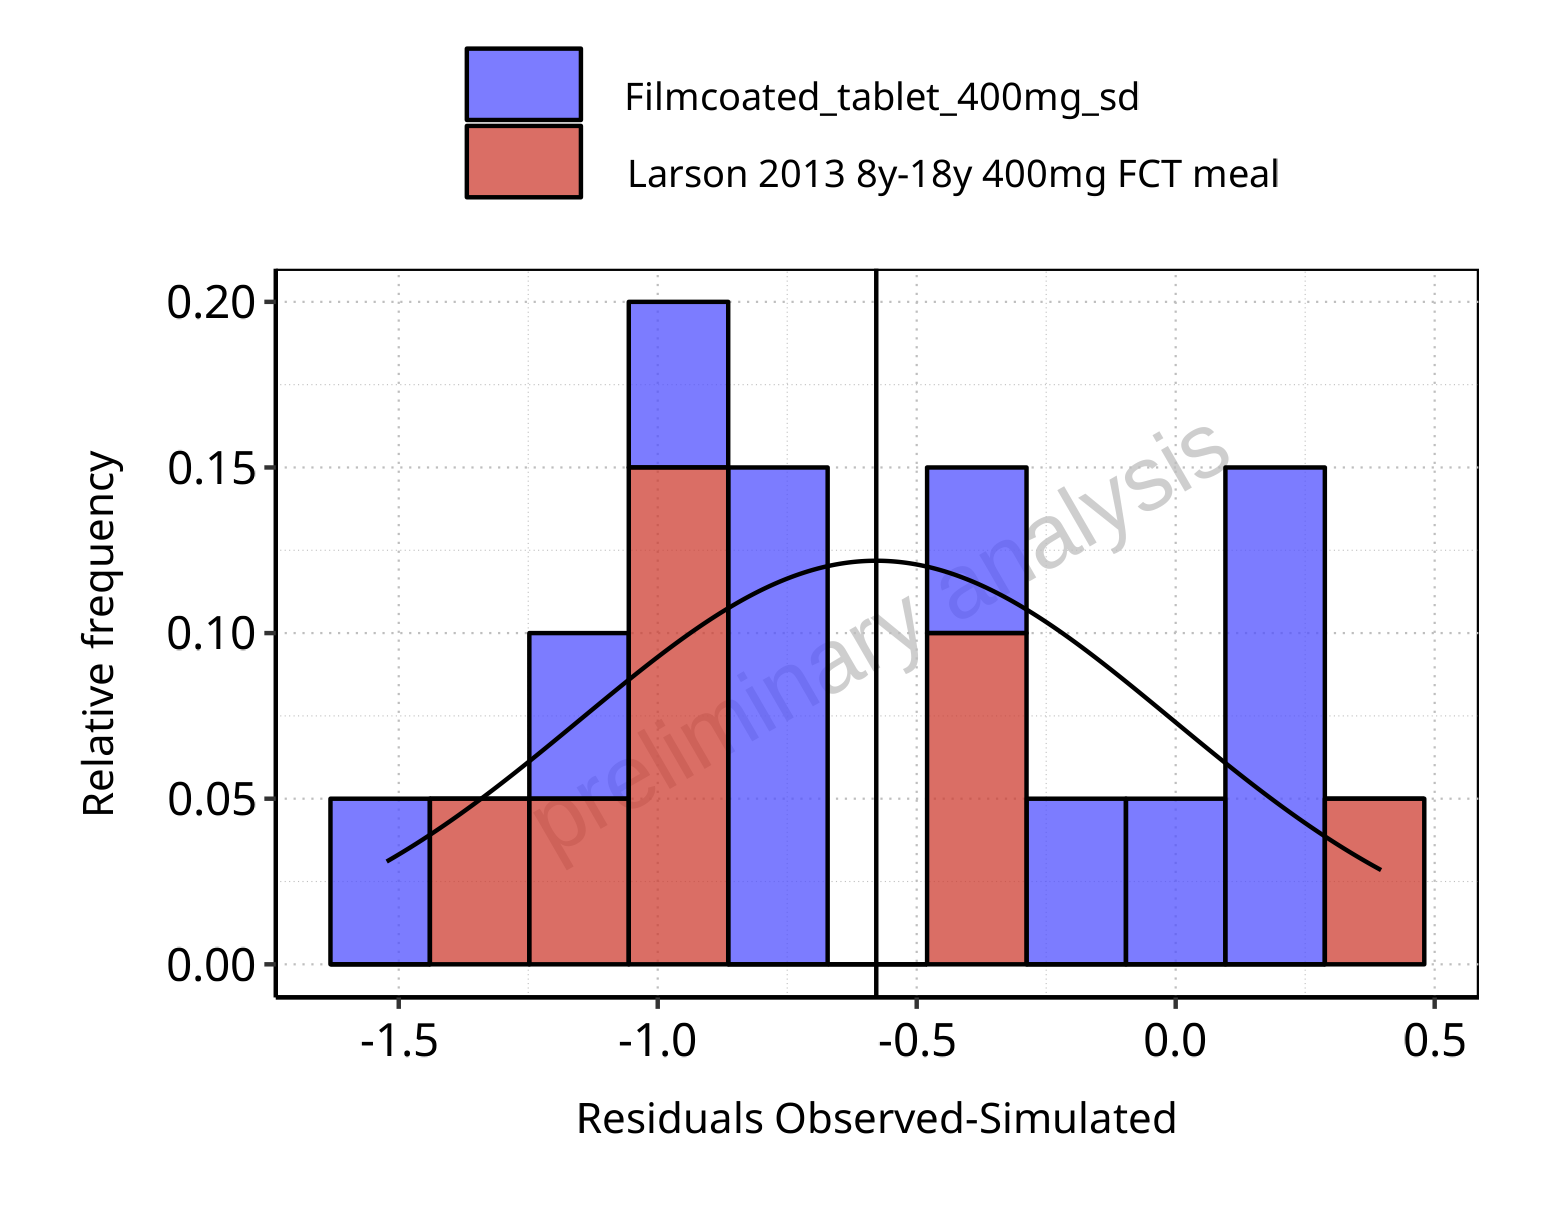 Filmcoated_tablet_400mg_sd
Larson 2013 8y-18y 400mg FCT meal
Relative frequency
0.20
0.15
0.10
0.05
0.00
preliminary analysis
-1.5 -1.0 -0.5 0.0 0.5
Residuals Observed-Simulated